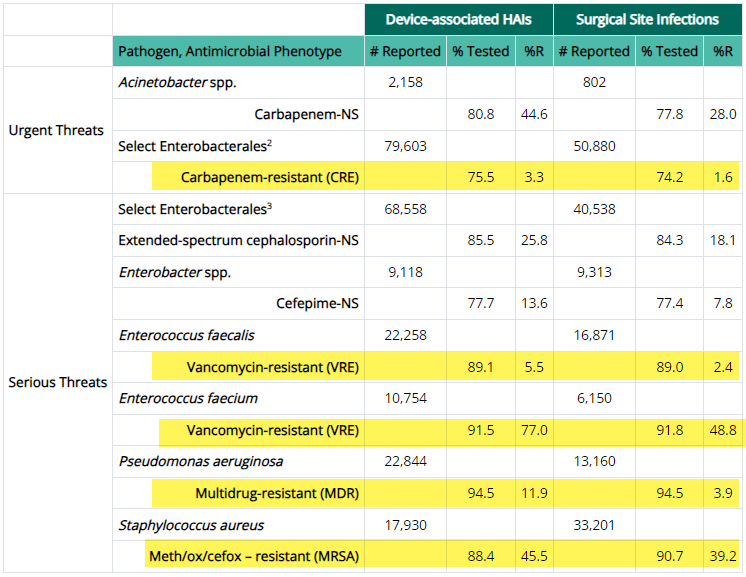 Device-associated HAIs Surgical Site Infections
Pathogen, Antimicrobial Phenotype # Reported % Tested %R # Reported % Tested %R
Urgent Threats
Acinetobacter spp. 2,158 802
Carbapenem-NS 80.8 44.6 77.8 28.0
Select Enterobacterales² 79,603 50,880
Carbapenem-resistant (CRE) 75.5 3.3 74.2 1.6
Serious Threats
Select Enterobacterales³ 68,558 40,538
Extended-spectrum cephalosporin-NS 85.5 25.8 84.3 18.1
Enterobacter spp. 9,118 9,313
Cefepime-NS 77.7 13.6 77.4 7.8
Enterococcus faecalis 22,258 16,871
Vancomycin-resistant (VRE) 89.1 5.5 89.0 2.4
Enterococcus faecium 10,754 6,150
Vancomycin-resistant (VRE) 91.5 77.0 91.8 48.8
Pseudomonas aeruginosa 22,844 13,160
Multidrug-resistant (MDR) 94.5 11.9 94.5 3.9
Staphylococcus aureus 17,930 33,201
Meth/ox/cefox – resistant (MRSA) 88.4 45.5 90.7 39.2